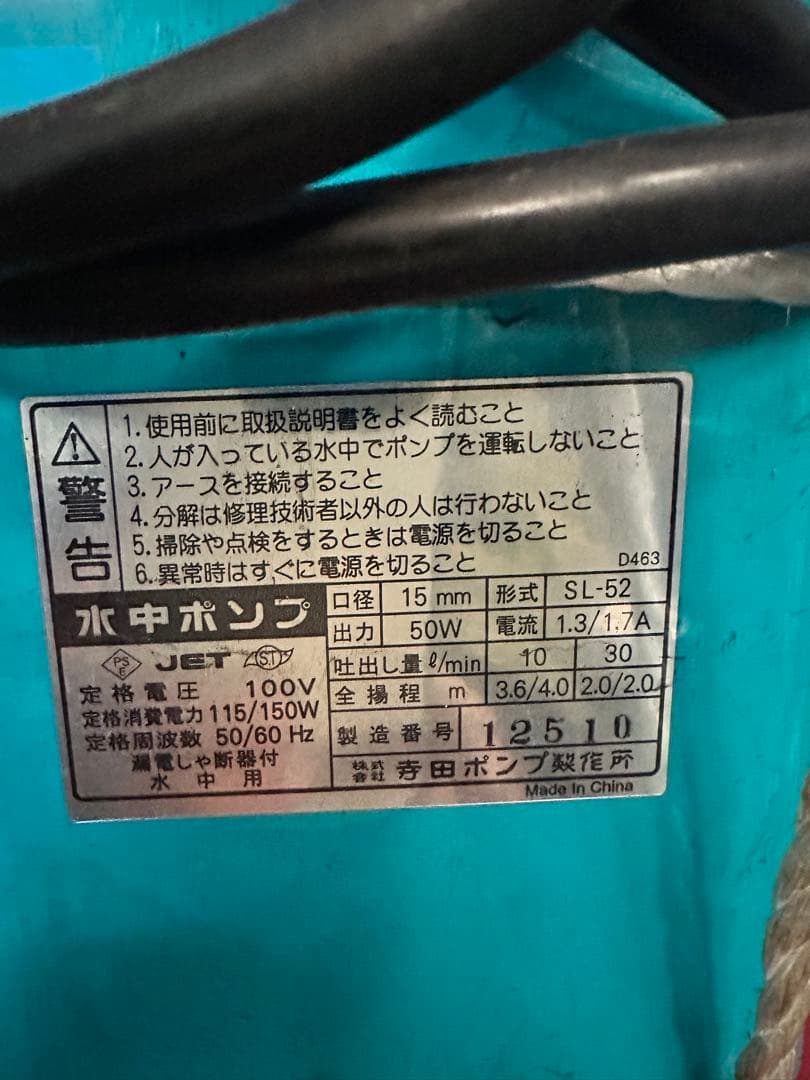 警告
1. 使用前に取扱説明書をよく読むこと
2. 人が入っている水中でポンプを運転しないこと
3. アースを接続すること
4. 分解は修理技術者以外の人は行わないこと
5. 掃除や点検をするときは電源を切ること
6. 異常時はすぐに電源を切ること
D463
水中ポンプ
PS E JET S.T.
定格電圧 100V
定格消費電力 115/150W
定格周波数 50/60 Hz
漏電しゃ断器付
水中用
口径 15 mm 形式 SL-52
出力 50W 電流 1.3/1.7A
吐出し量 ℓ/min 10 30
全揚程 m 3.6/4.0 2.0/2.0
製造番号 12510
株式会社 寺田ポンプ製作所
Made In China